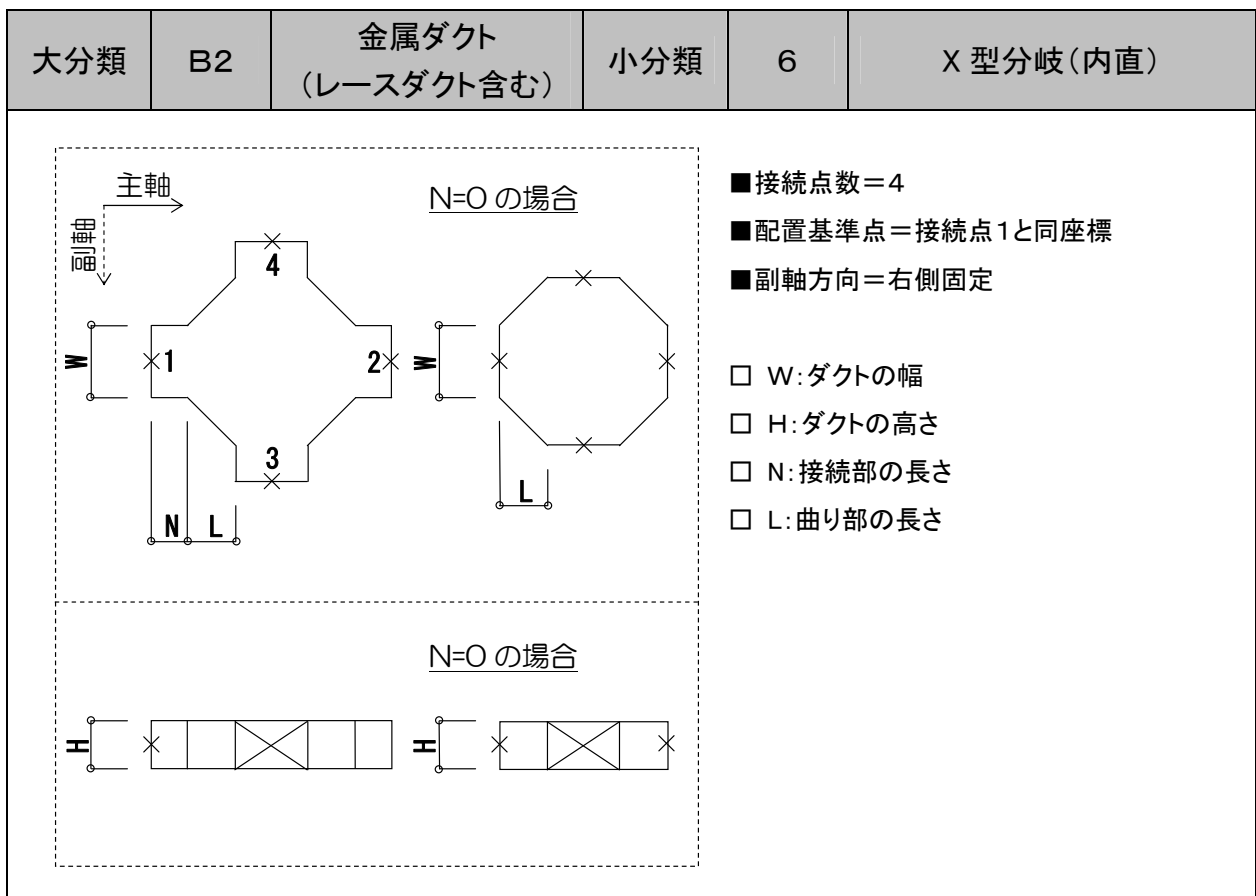 大分類 B2 金属ダクト
（レースダクト含む） 小分類 6 X型分岐（内直）
主軸
副軸
N=0 の場合
4
W
1
2
W
3
N
L
L
■接続点数＝4
■配置基準点＝接続点1と同座標
■副軸方向＝右側固定
□ W：ダクトの幅
□ H：ダクトの高さ
□ N：接続部の長さ
□ L：曲り部の長さ
N=0 の場合
H
H